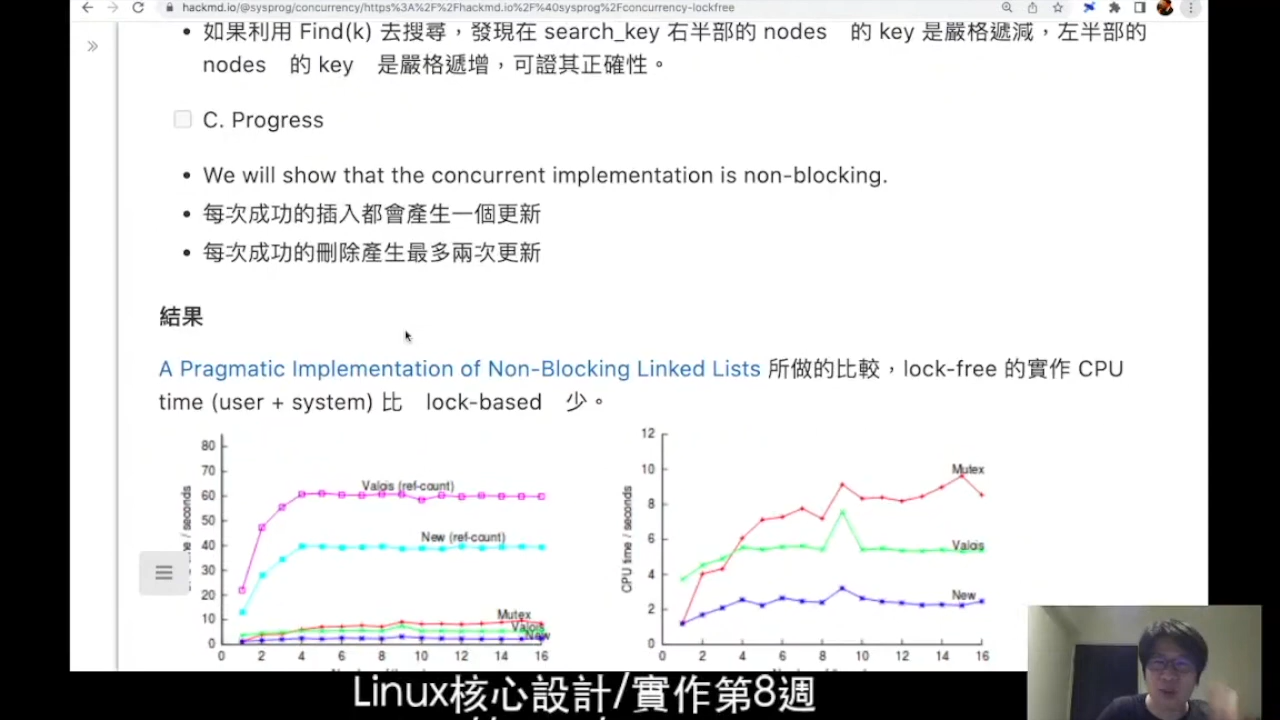 hackmd.io/@sysprog/concurrency/https%3A%2F%2Fhackmd.io%2F%40sysprog%2Fconcurrency-lockfree
如果利用 Find(k) 去搜尋，發現在 search_key 右半部的 nodes 的 key 是嚴格遞減，左半部的
nodes 的 key 是嚴格遞增，可證其正確性。
C. Progress
We will show that the concurrent implementation is non-blocking.
每次成功的插入都會產生一個更新
每次成功的刪除產生最多兩次更新
結果
A Pragmatic Implementation of Non-Blocking Linked Lists 所做的比較，lock-free 的實作 CPU
time (user + system) 比 lock-based 少。
80
70
60
50
40
30
20
10
0
Valois (ref-count)
New (ref-count)
Mutex
Valois
New
0 2 4 6 8 10 12 14 16
CPU time / seconds
12
10
8
6
4
2
0
Mutex
Valois
New
0 2 4 6 8 10 12 14 16
Linux核心設計/實作第8週